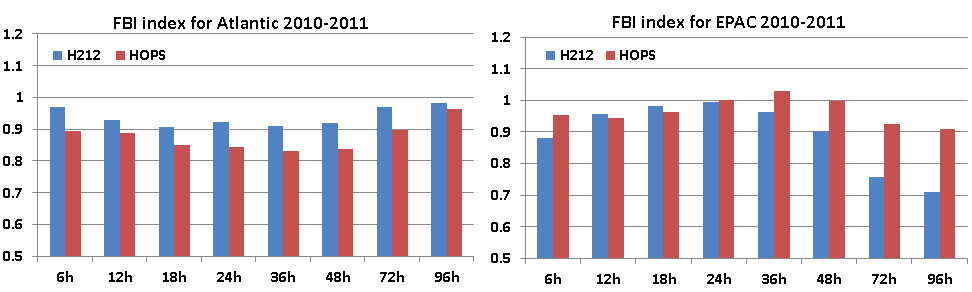 FBI index for Atlantic 2010-2011
1.2
H212 HOPS
1.1
1
0.9
0.8
0.7
0.6
0.5
6h 12h 18h 24h 36h 48h 72h 96h
FBI index for EPAC 2010-2011
1.2
H212 HOPS
1.1
1
0.9
0.8
0.7
0.6
0.5
6h 12h 18h 24h 36h 48h 72h 96h